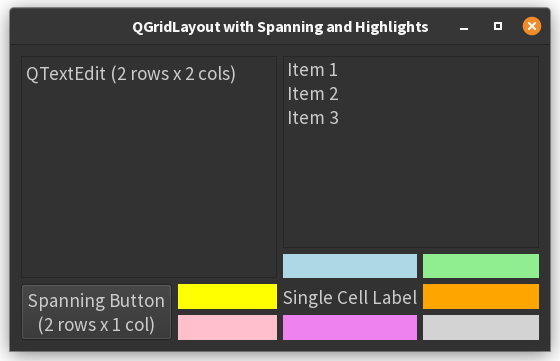 QGridLayout with Spanning and Highlights
QTextEdit (2 rows x 2 cols)
Item 1
Item 2
Item 3
Spanning Button
(2 rows x 1 col)
Single Cell Label